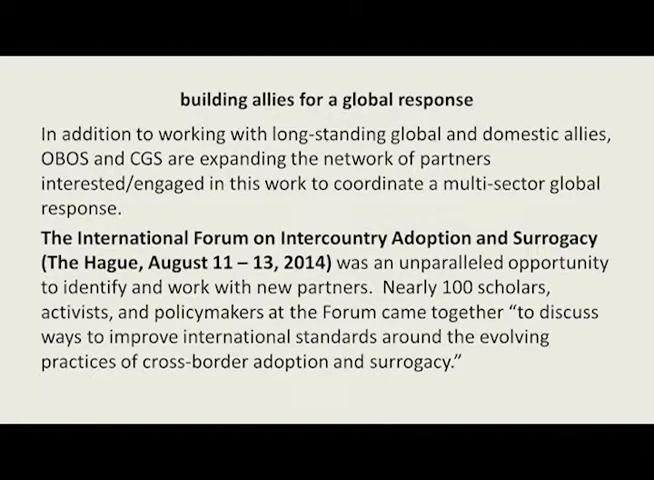 building allies for a global response
In addition to working with long-standing global and domestic allies,
OBOS and CGS are expanding the network of partners
interested/engaged in this work to coordinate a multi-sector global
response.
The International Forum on Intercountry Adoption and Surrogacy
(The Hague, August 11 – 13, 2014) was an unparalleled opportunity
to identify and work with new partners.  Nearly 100 scholars,
activists, and policymakers at the Forum came together “to discuss
ways to improve international standards around the evolving
practices of cross-border adoption and surrogacy.”